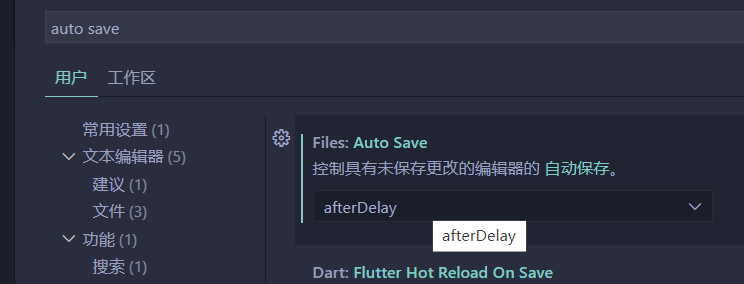 auto save
用户 工作区
常用设置 (1)
文本编辑器 (5)
建议 (1)
文件 (3)
功能 (1)
搜索 (1)
Files: Auto Save
控制具有未保存更改的编辑器的 自动保存。
afterDelay
afterDelay
Dart: Flutter Hot Reload On Save